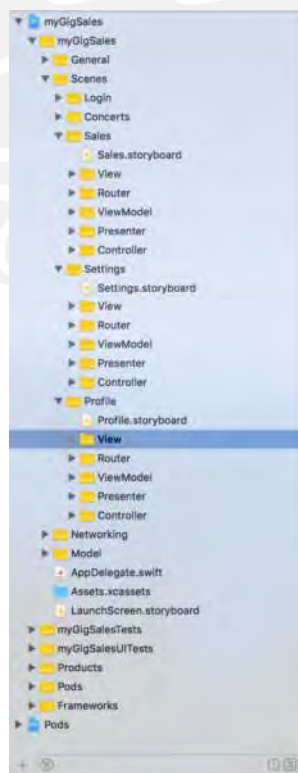 myGigSales
myGigSales
General
Scenes
Login
Concerts
Sales
Sales.storyboard
View
Router
ViewModel
Presenter
Controller
Settings
Settings.storyboard
View
Router
ViewModel
Presenter
Controller
Profile
Profile.storyboard
View
Router
ViewModel
Presenter
Controller
Networking
Model
AppDelegate.swift
Assets.xcassets
LaunchScreen.storyboard
myGigSalesTests
myGigSalesUITests
Products
Pods
Frameworks
Pods